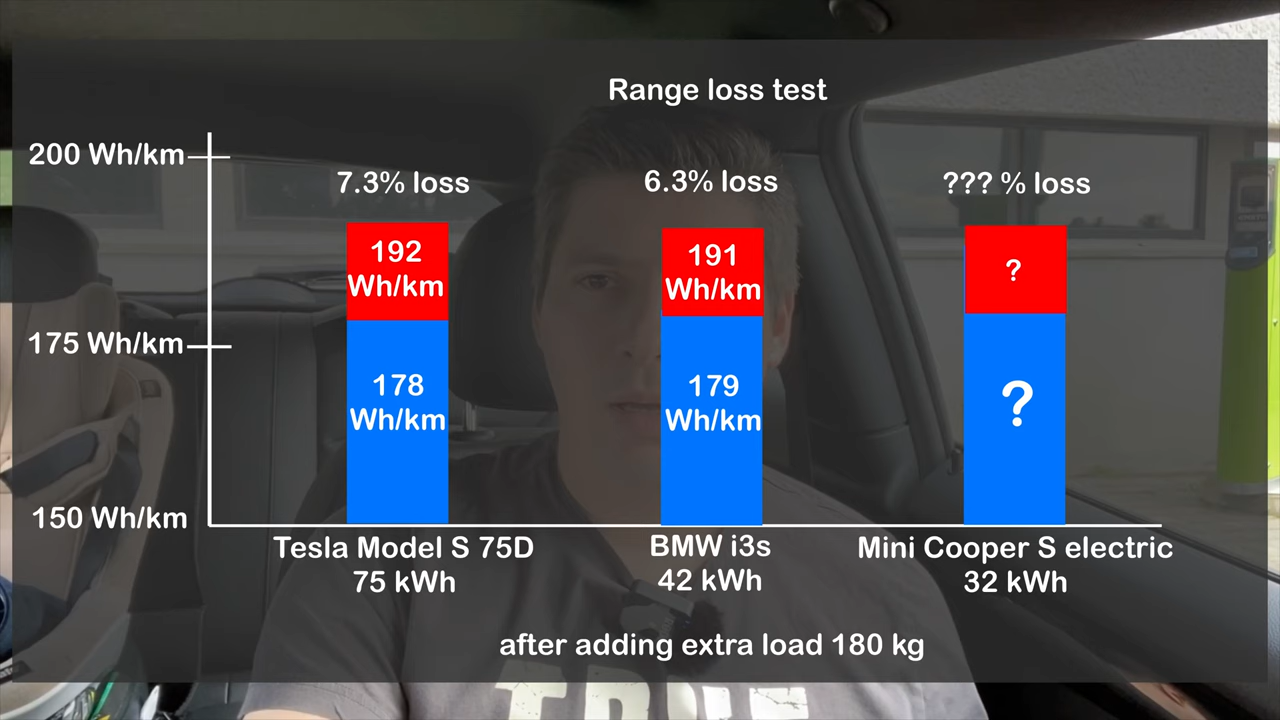 Range loss test
200 Wh/km
7.3% loss
6.3% loss
??? % loss
192
Wh/km
191
Wh/km
?
175 Wh/km
178
Wh/km
179
Wh/km
?
150 Wh/km
Tesla Model S 75D
75 kWh
BMW i3s
42 kWh
Mini Cooper S electric
32 kWh
after adding extra load 180 kg